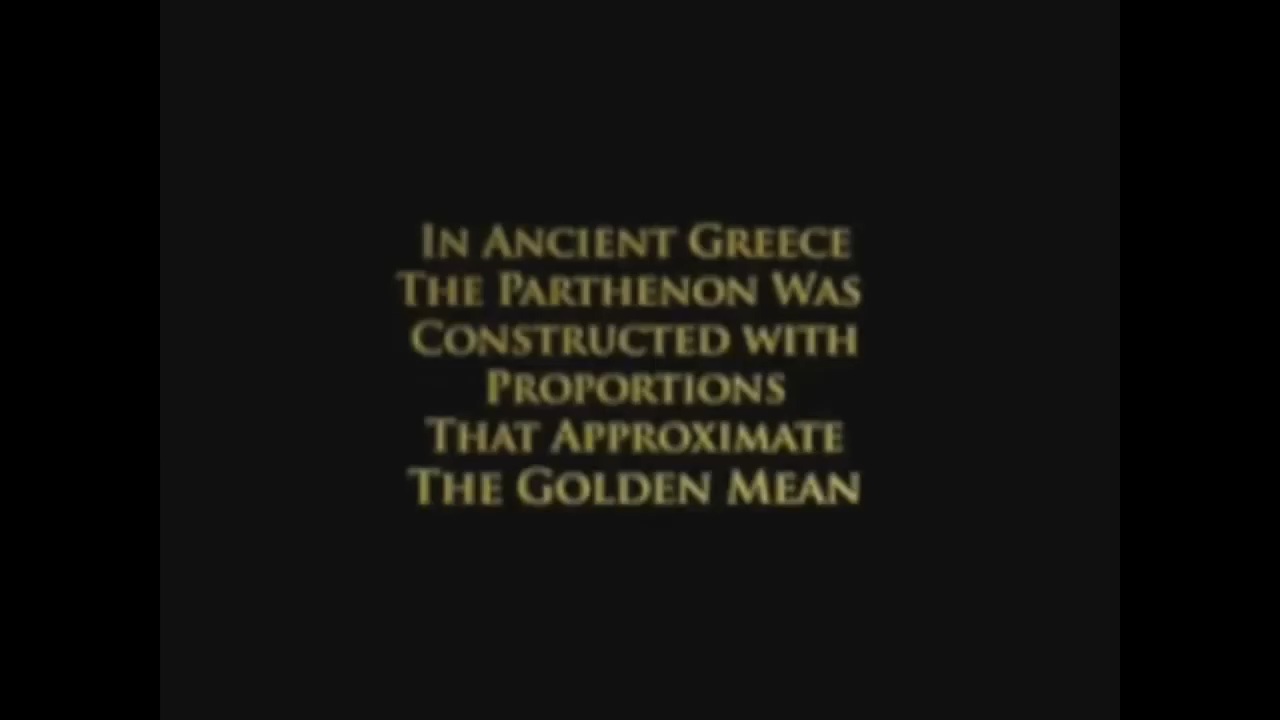 In Ancient Greece
The Parthenon Was
Constructed with
Proportions
That Approximate
The Golden Mean